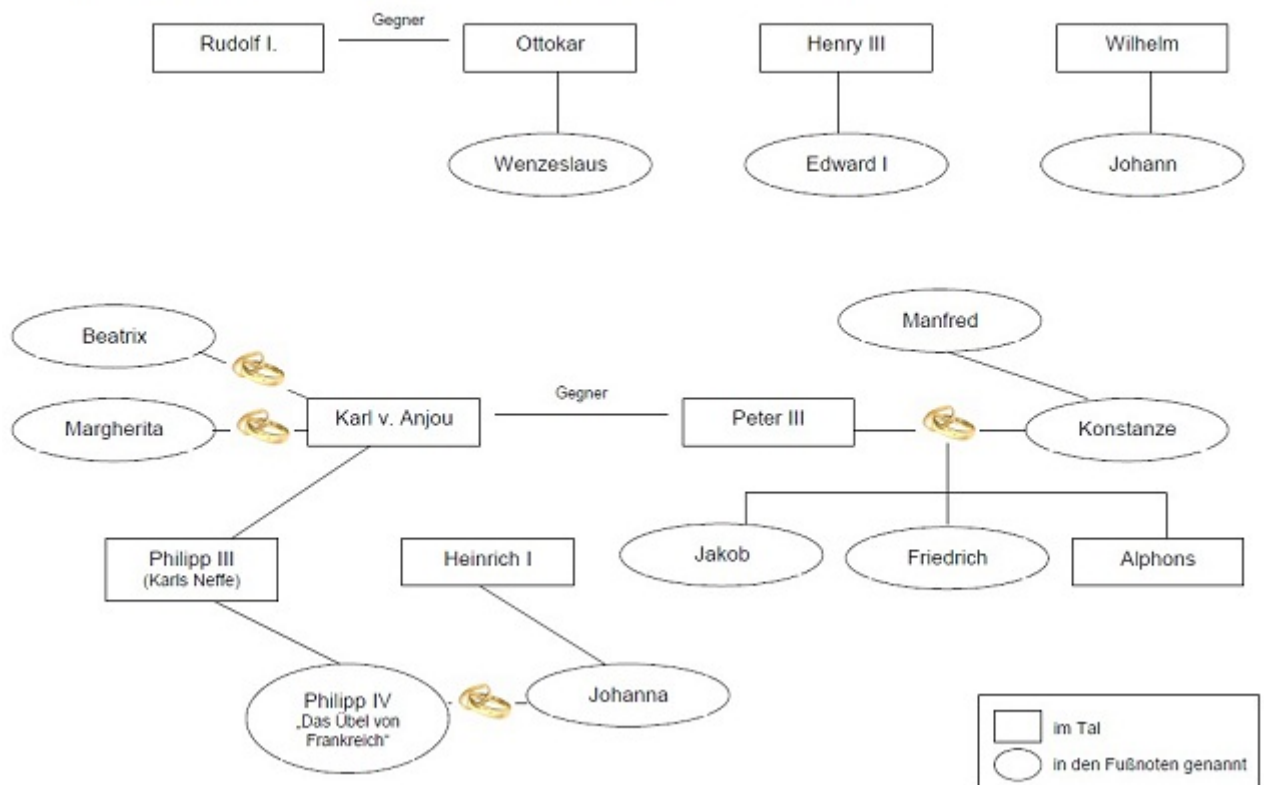 Gegner
Rudolf I.
Ottokar
Henry III
Wilhelm
Wenzeslaus
Edward I
Johann
Beatrix
Manfred
Gegner
Margherita
Karl v. Anjou
Peter III
Konstanze
Philipp III
(Karls Neffe)
Heinrich I
Jakob
Friedrich
Alphons
Philipp IV
„Das Übel von
Frankreich“
Johanna
im Tal
in den Fußnoten genannt